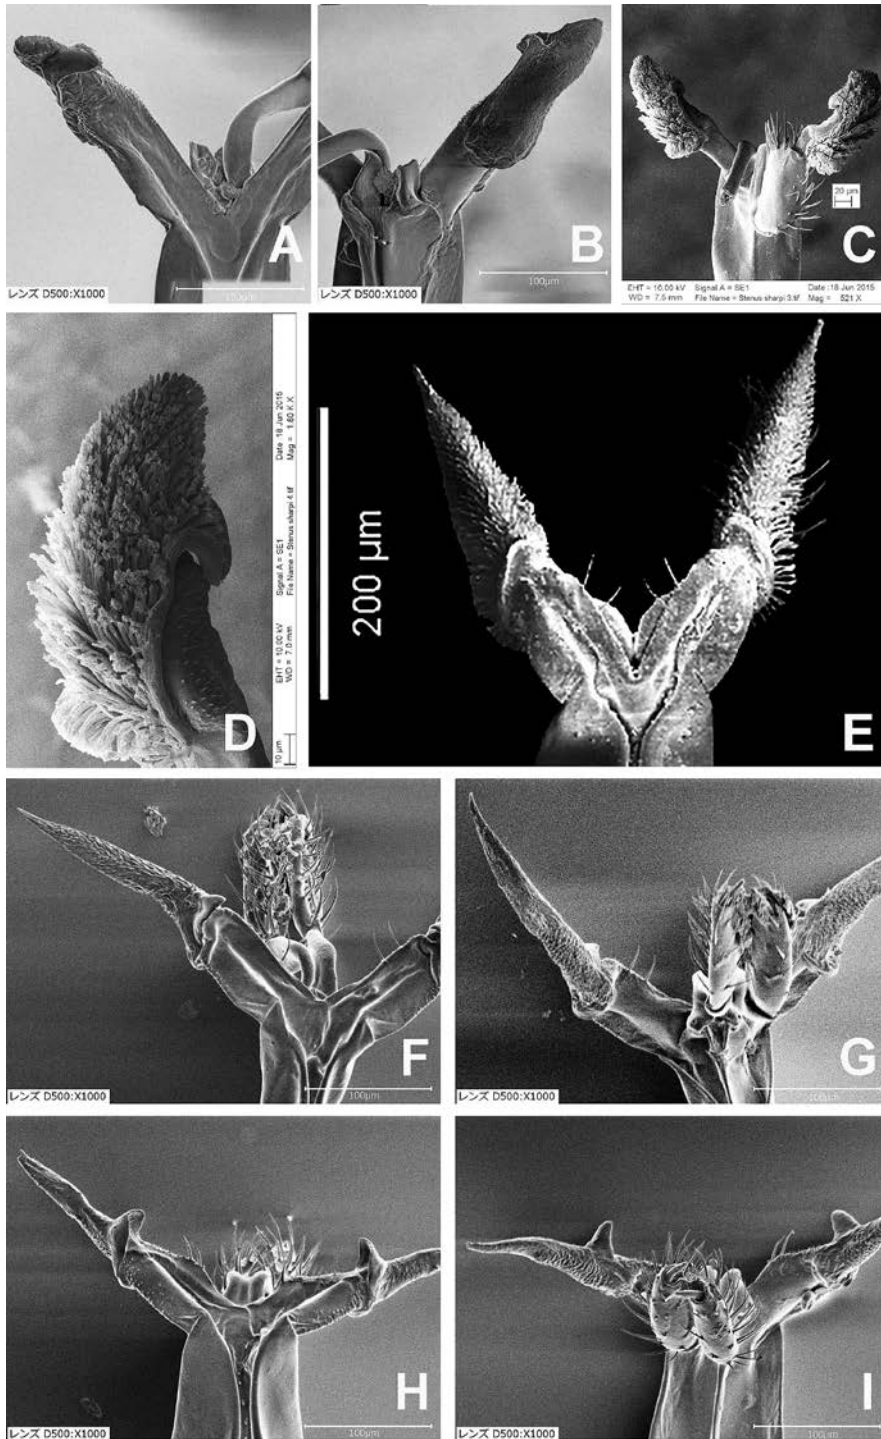 A
100µm
レンズ D500:X1000
B
100µm
レンズ D500:X1000
C
20 µm
EHT = 10.00 kV Signal A = SE1 Date :18 Jun 2015
WD = 7.5 mm File Name = Stenus sharpi 3.tif Mag = 521 X
D
10 µm
EHT = 10.00 kV Signal A = SE1 Date :18 Jun 2015
WD = 7.0 mm File Name = Stenus sharpi 4.tif Mag = 1.60 K X
200 µm
E
F
100µm
レンズ D500:X1000
G
100µm
レンズ D500:X1000
H
100µm
レンズ D500:X1000
I
100µm
レンズ D500:X1000